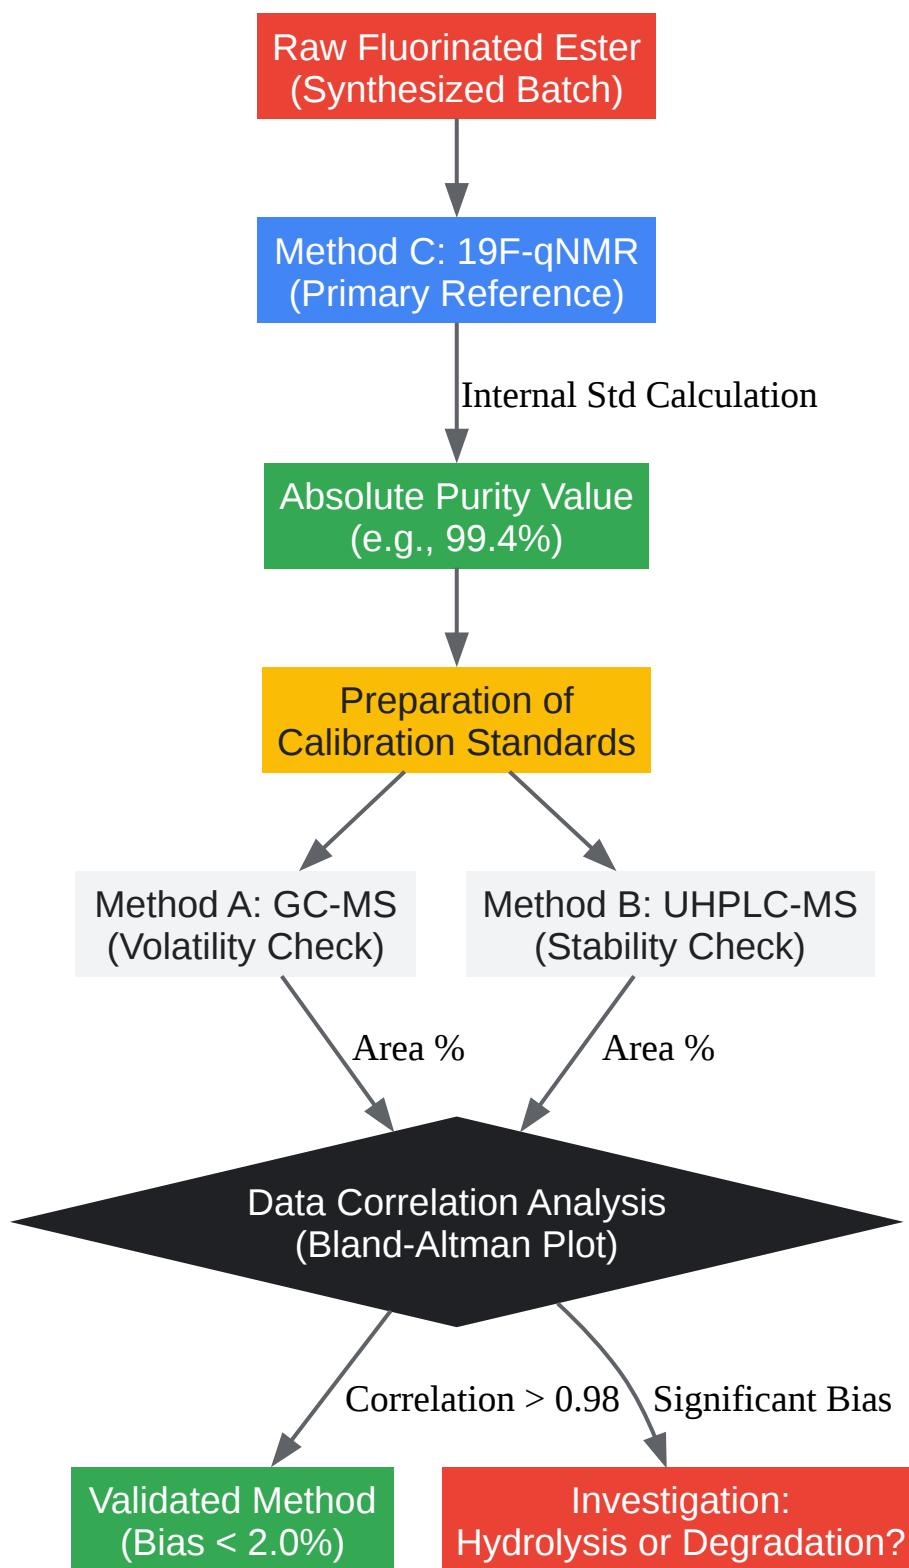 Raw Fluorinated Ester
(Synthesized Batch)
Method C: 19F-qNMR
(Primary Reference)
Internal Std Calculation
Absolute Purity Value
(e.g., 99.4%)
Preparation of
Calibration Standards
Method A: GC-MS
(Volatility Check)
Method B: UHPLC-MS
(Stability Check)
Area %
Area %
Data Correlation Analysis
(Bland-Altman Plot)
Correlation > 0.98
Significant Bias
Validated Method
(Bias < 2.0%)
Investigation:
Hydrolysis or Degradation?